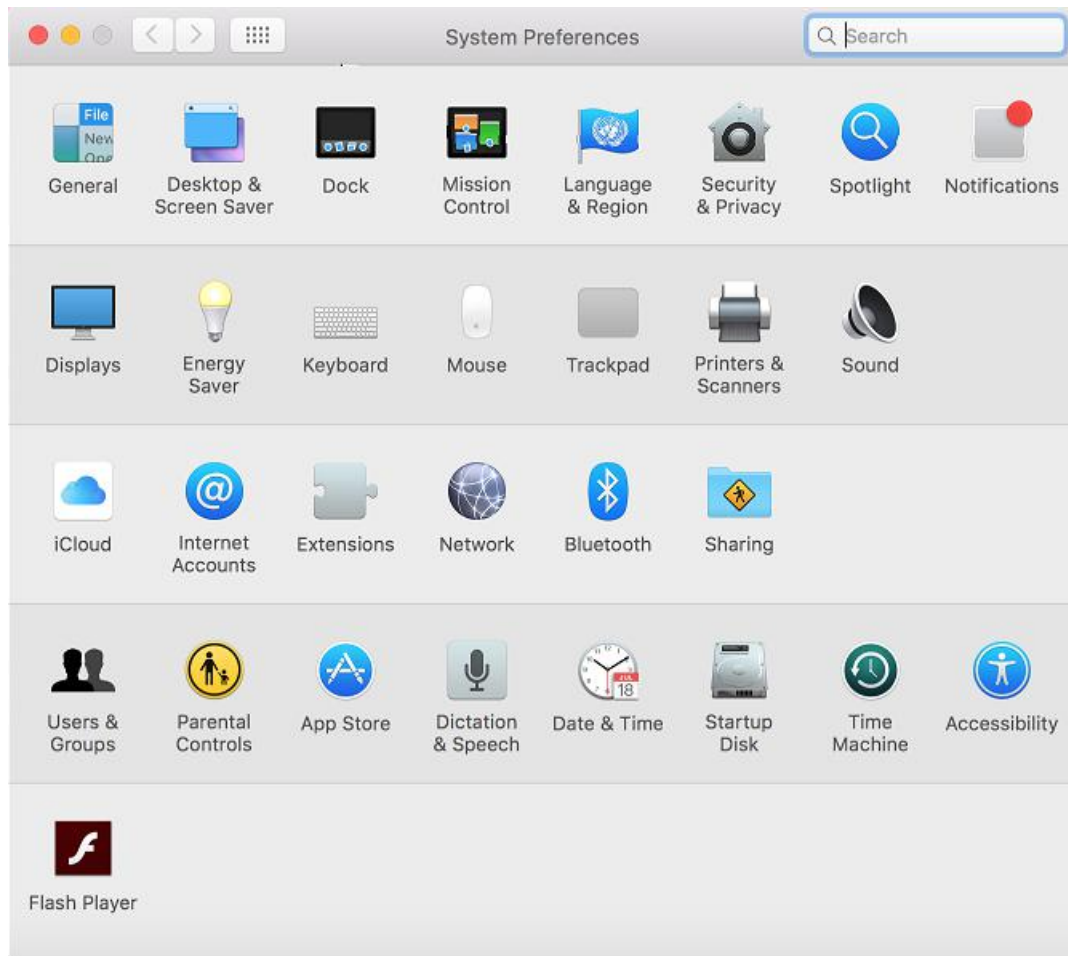 System Preferences
Search
File
New
Ope
General
Desktop &
Screen Saver
Dock
Mission
Control
Language
& Region
Security
& Privacy
Spotlight
Notifications
Displays
Energy
Saver
Keyboard
Mouse
Trackpad
Printers &
Scanners
Sound
iCloud
@
Internet
Accounts
Extensions
Network
Bluetooth
Sharing
Users &
Groups
Parental
Controls
App Store
Dictation
& Speech
JUL
18
Date & Time
Startup
Disk
Time
Machine
Accessibility
Flash Player